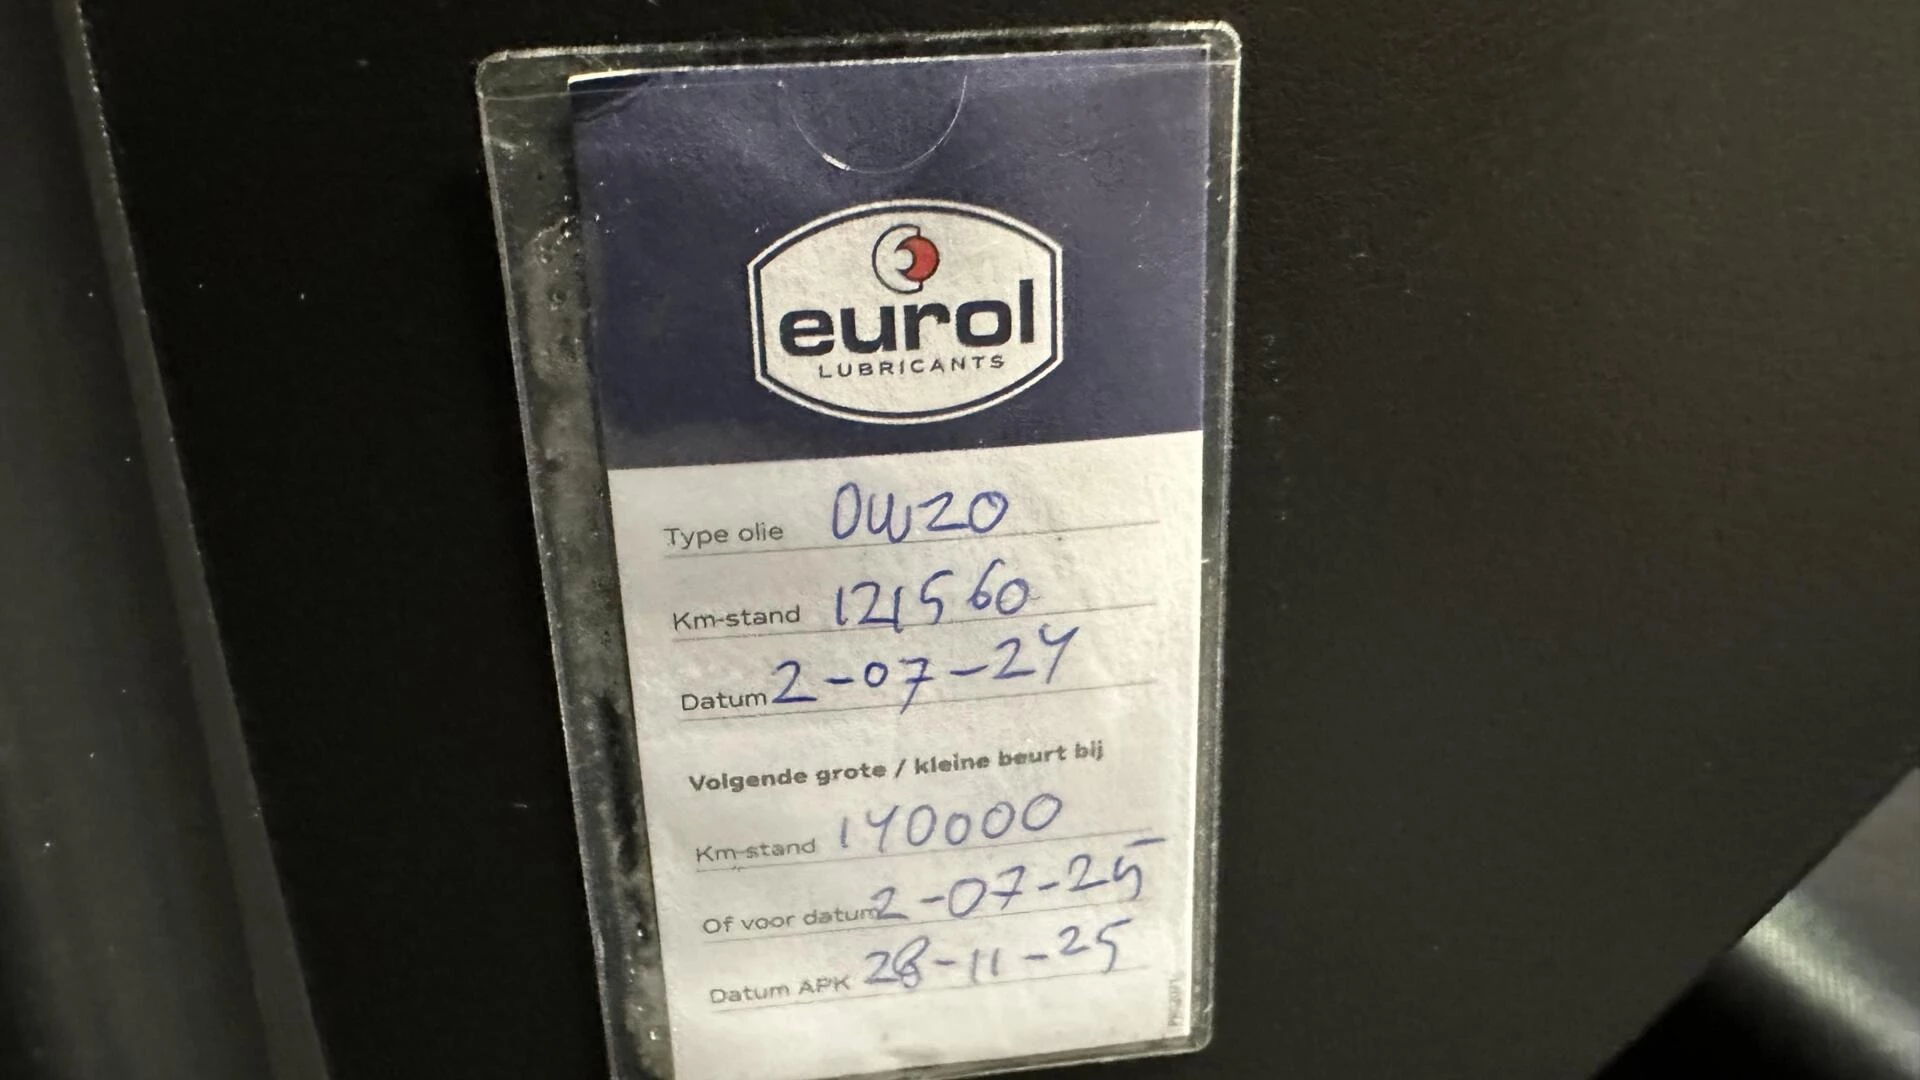 eurol
LUBRICANTS
Type olie 0W20
Km-stand 121560
Datum 2-07-24
Volgende grote / kleine beurt bij
Km-stand 140000
Of voor datum 2-07-25
Datum APK 28-11-25